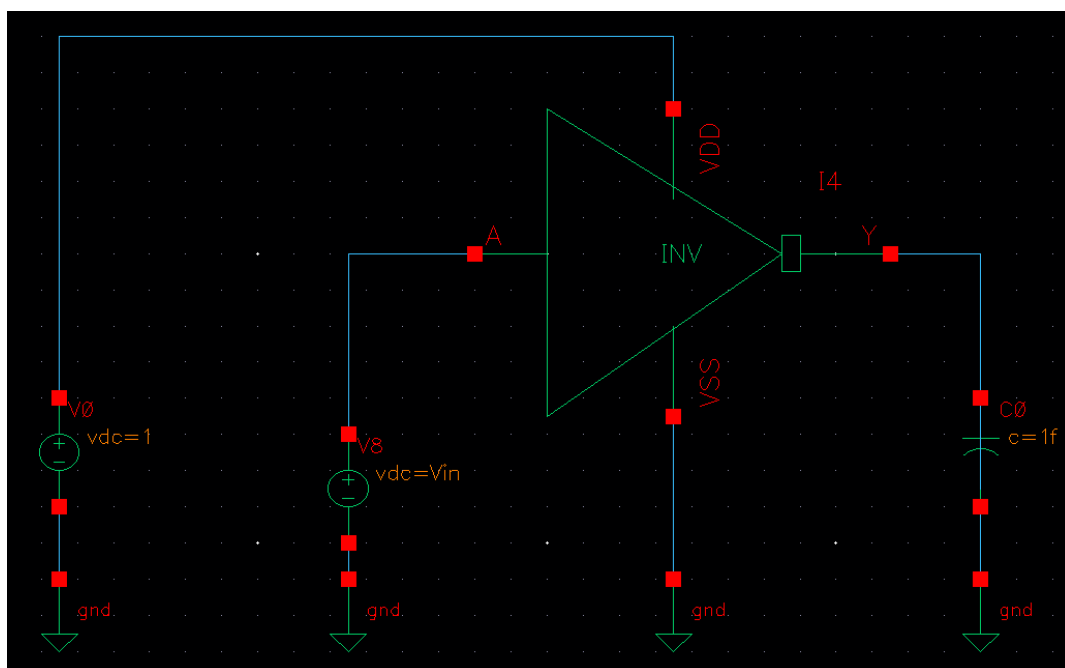 VDD
I4
A
INV
Y
VSS
V0
vdc=1
C0
c=1f
V8
vdc=Vin
gnd
gnd
gnd
gnd
+
−
+
−